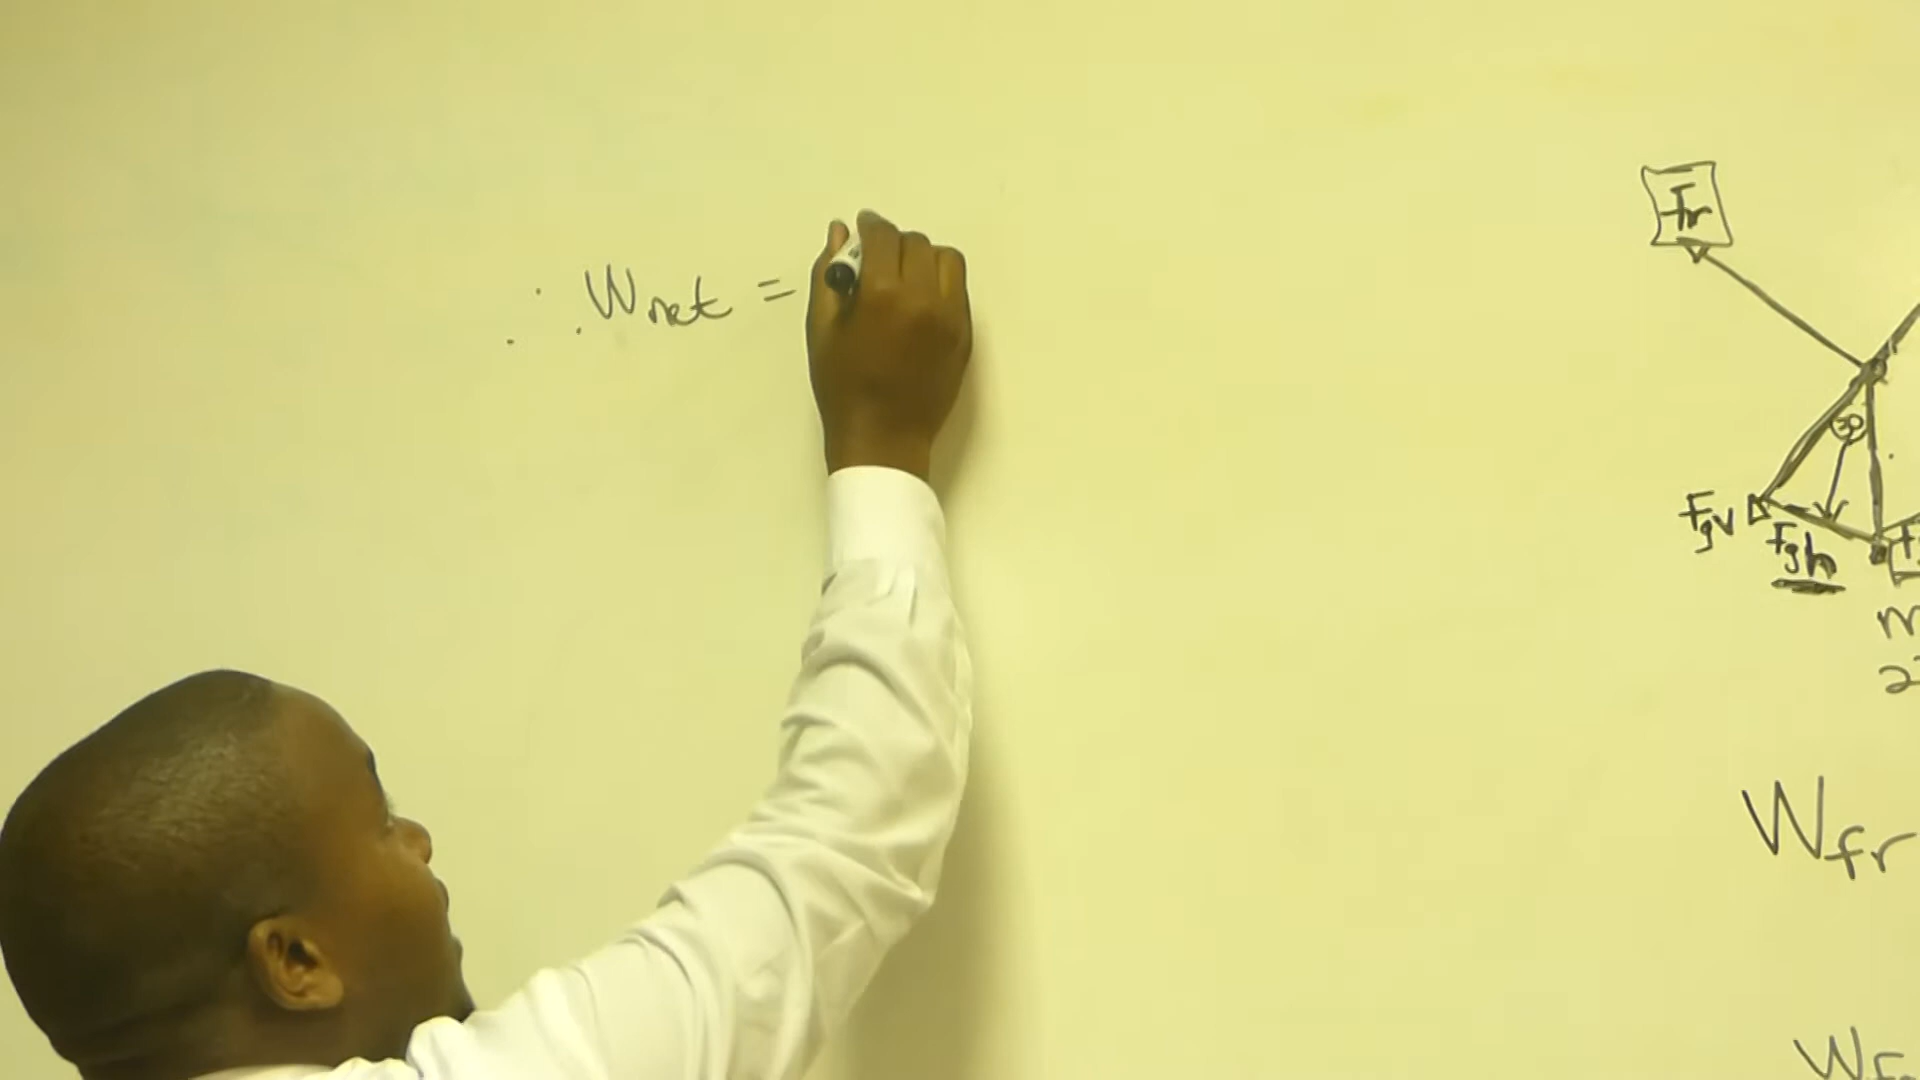 ∴ Wnet =
Fr
30
Fgv
Fgh
Wfr